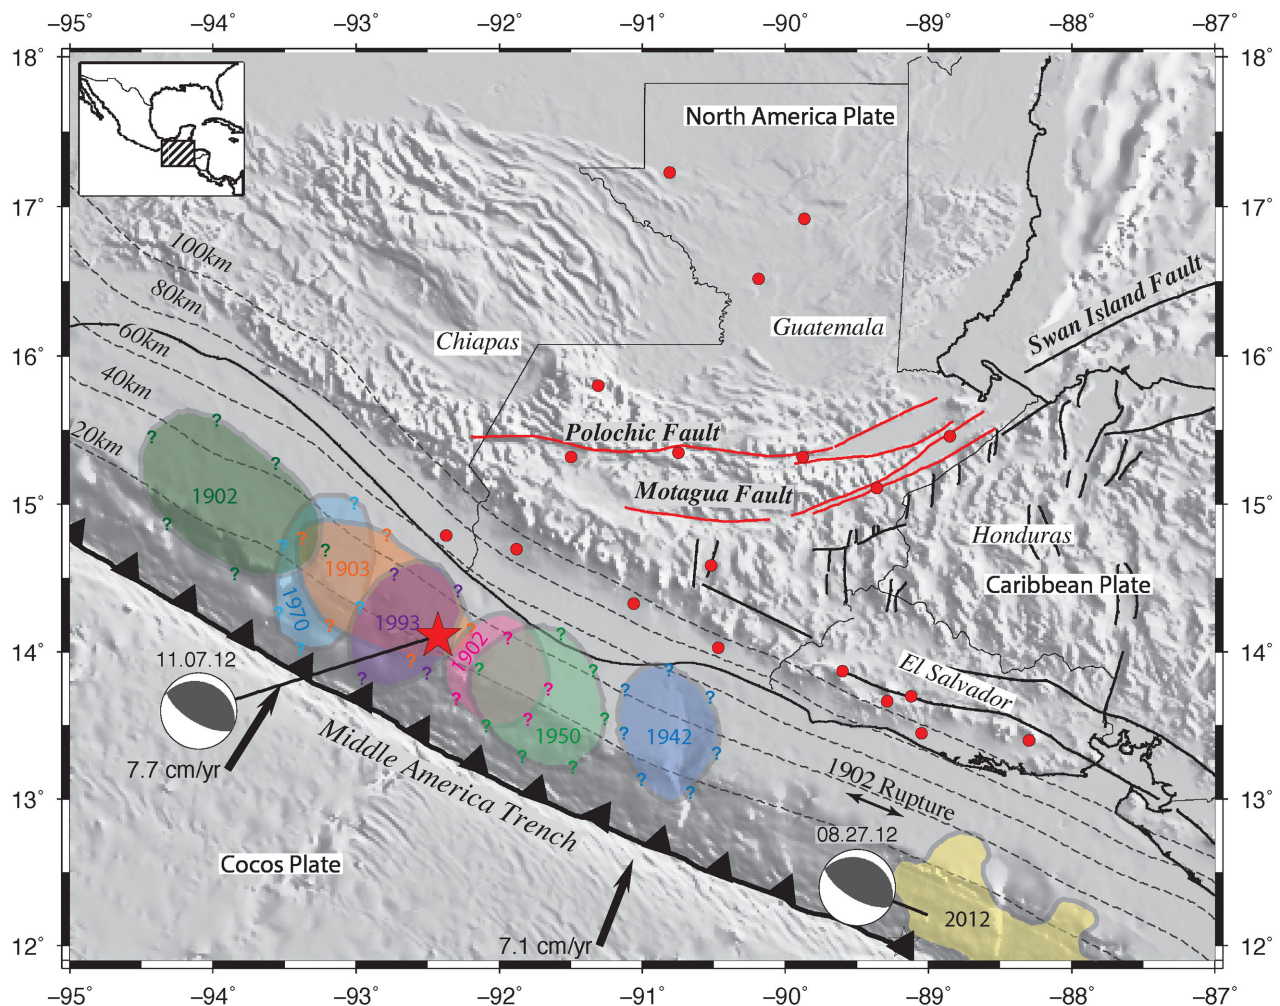 −95˚ −94˚ −93˚ −92˚ −91˚ −90˚ −89˚ −88˚ −87˚
18˚ 18˚
North America Plate
17˚ 17˚
100km
80km
Swan Island Fault
60km
Chiapas
Guatemala
16˚ 16˚
40km
20km
Polochic Fault
?
?
?
1902
Motagua Fault
15˚ 15˚
?
?
?
?
?
?
?
Honduras
1903
?
?
?
Caribbean Plate
1970
?
?
?
1993
?
?
?
1902
?
14˚ 14˚
?
11.07.12
?
?
?
?
?
?
El Salvador
?
?
?
?
?
?
?
?
1950
?
1942
?
Middle America Trench
?
?
7.7 cm/yr
?
?
1902 Rupture
13˚ 13˚
08.27.12
Cocos Plate
2012
7.1 cm/yr
12˚ 12˚
−95˚ −94˚ −93˚ −92˚ −91˚ −90˚ −89˚ −88˚ −87˚